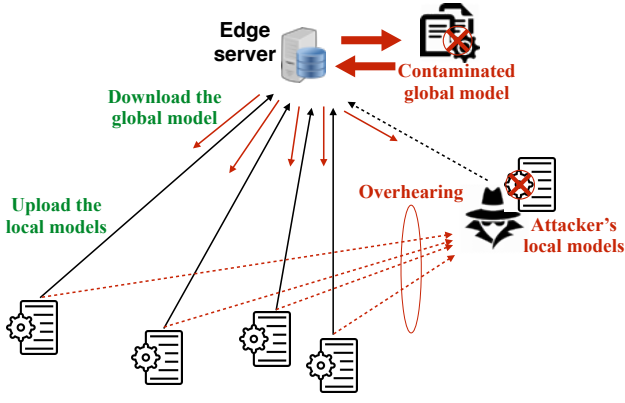 Edge
server
Contaminated
global model
Download the
global model
Upload the
local models
Overhearing
Attacker's
local models